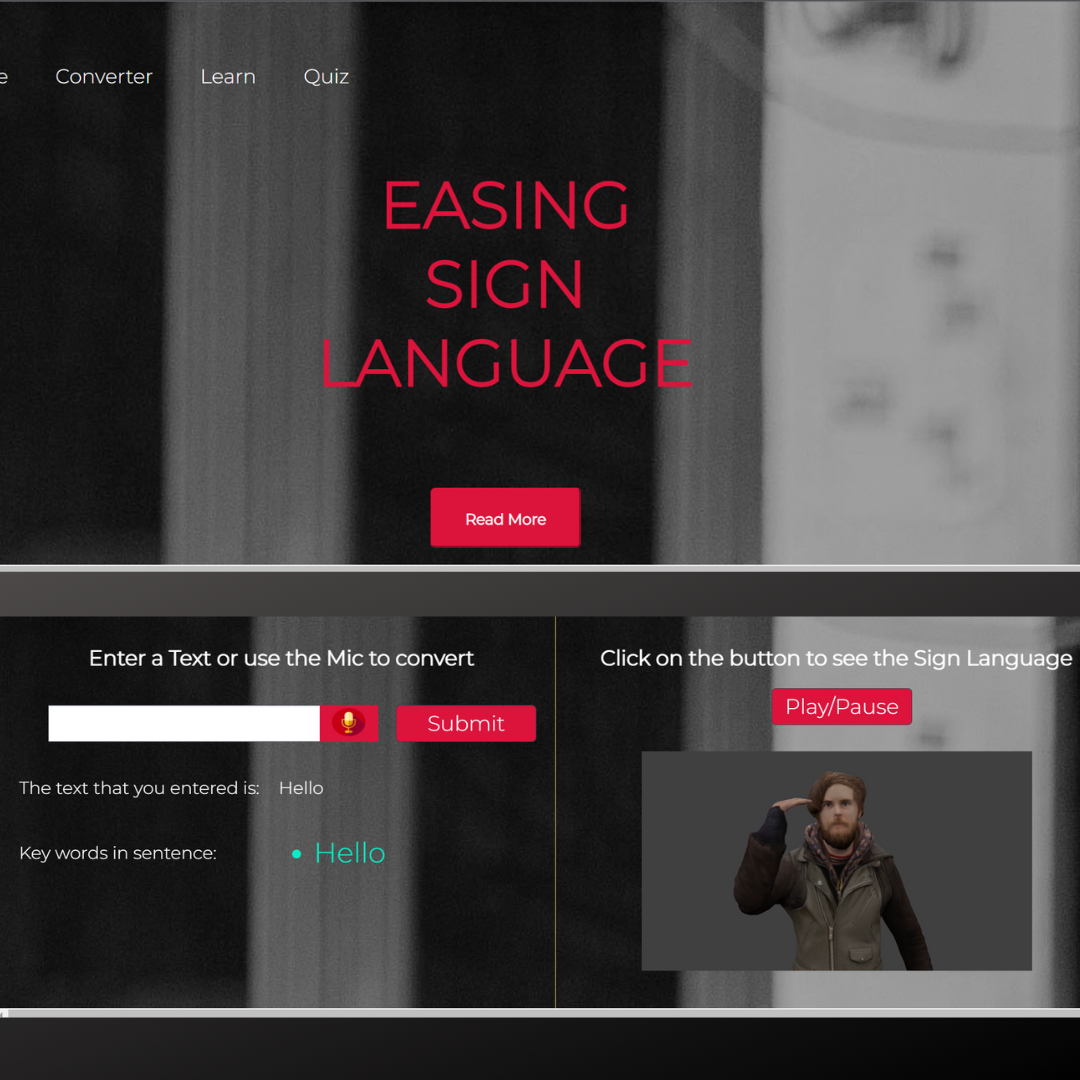 e Converter Learn Quiz
EASING
SIGN
LANGUAGE
Read More
Enter a Text or use the Mic to convert
Submit
The text that you entered is: Hello
Key words in sentence: • Hello
Click on the button to see the Sign Language
Play/Pause